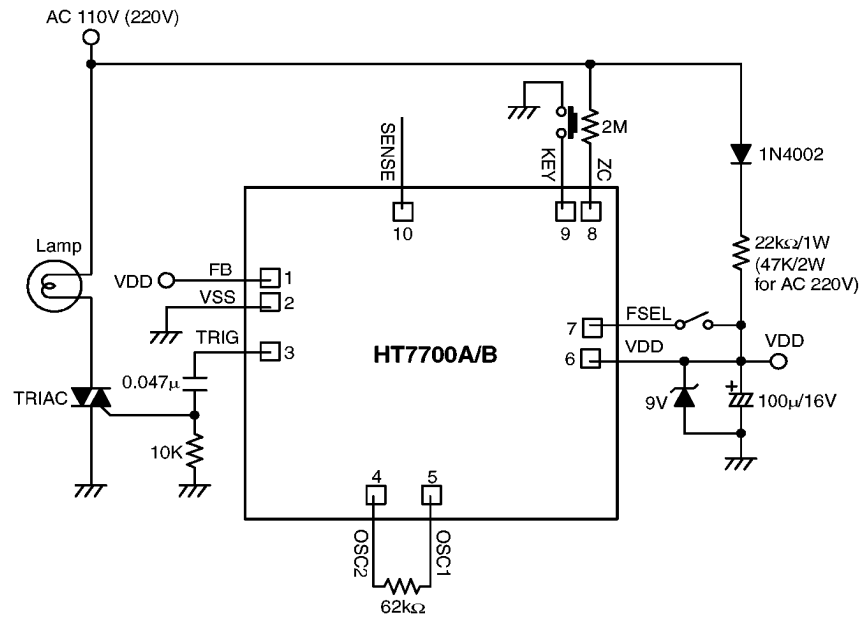 AC 110V (220V)
SENSE
KEY
ZC
2M
1N4002
10
9
8
Lamp
22kΩ/1W
(47K/2W
for AC 220V)
VDD
FB
1
VSS
2
7
FSEL
TRIG
3
HT7700A/B
6
VDD
VDD
0.047μ
TRIAC
9V
+
100μ/16V
10K
4
5
OSC2
OSC1
62kΩ